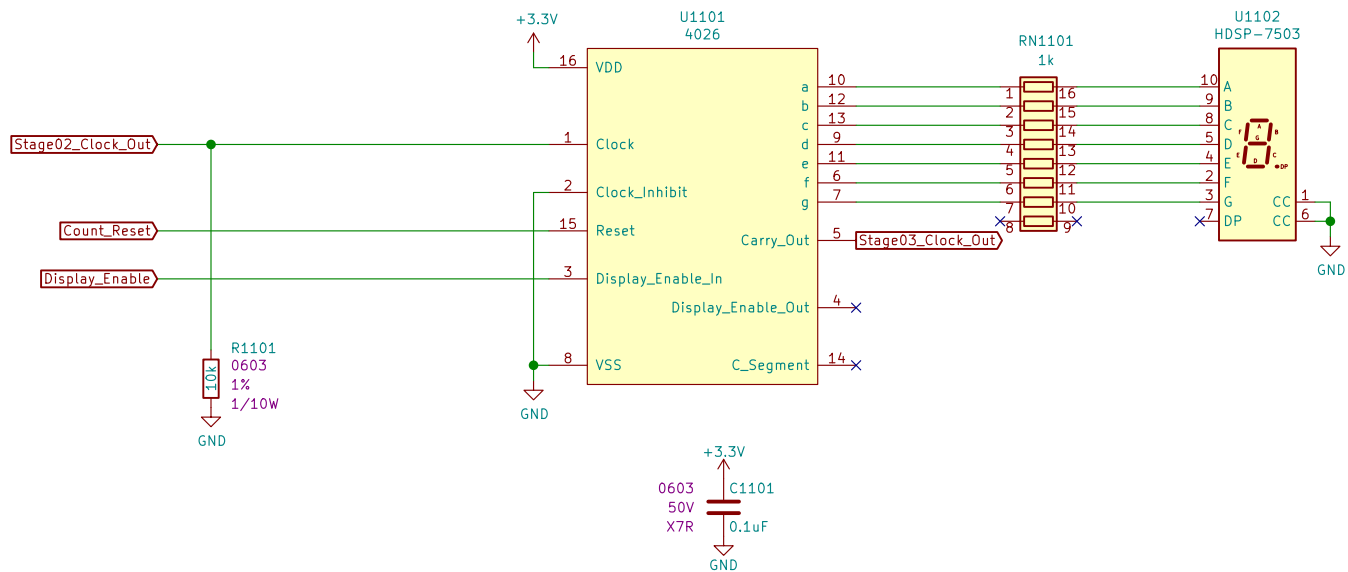 +3.3V
U1101
4026
16
VDD
Stage02_Clock_Out
1
Clock
2
Clock_Inhibit
Count_Reset
15
Reset
Display_Enable
3
Display_Enable_In
8
VSS
GND
a
10
b
12
c
13
d
9
e
11
f
6
g
7
Carry_Out
5
Stage03_Clock_Out
Display_Enable_Out
4
C_Segment
14
RN1101
1k
1
16
2
15
3
14
4
13
5
12
6
11
7
10
8
9
U1102
HDSP-7503
10
A
9
B
8
C
5
D
4
E
2
F
3
G
7
DP
A
F
B
G
E
C
D
DP
CC
1
CC
6
GND
R1101
10k
0603
1%
1/10W
GND
+3.3V
0603
C1101
50V
X7R
0.1uF
GND